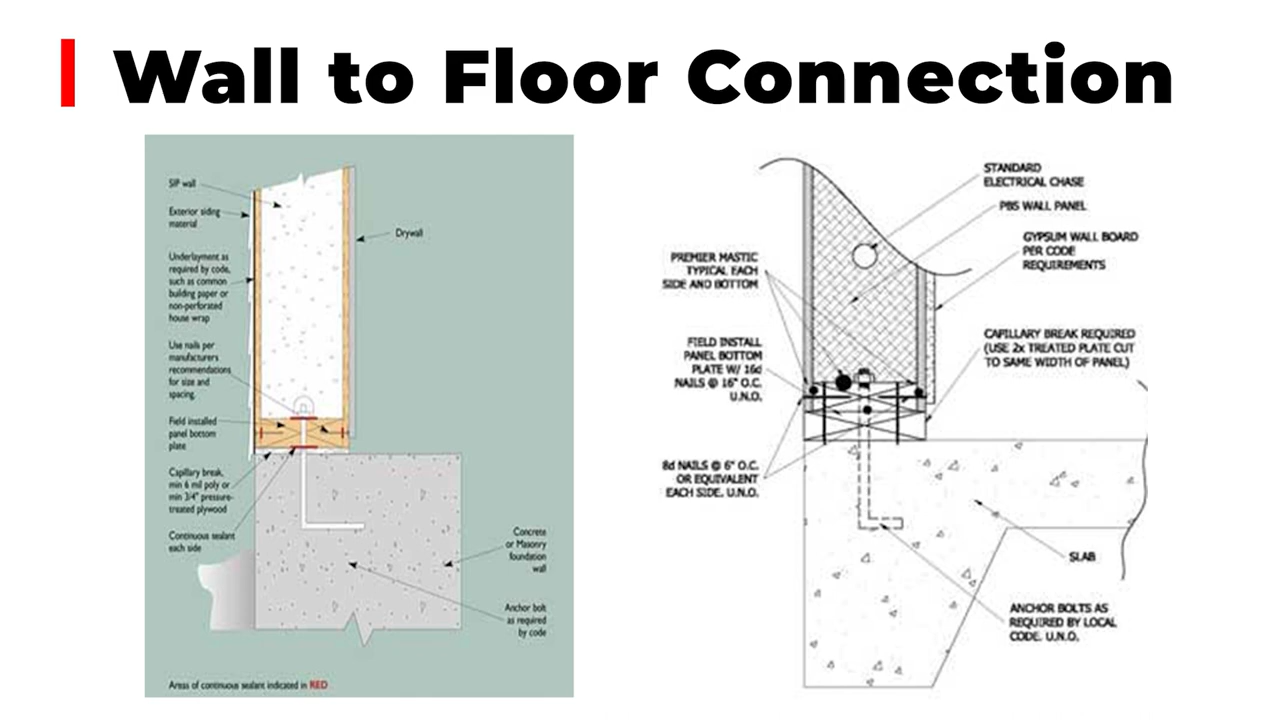 Wall to Floor Connection
SIP wall
Exterior siding
material
Underlayment as
required by code,
such as common
building paper or
non-perforated
house wrap
Use nails per
manufacturers
recommendations
for size and
spacing.
Field installed
panel bottom
plate
Capillary break,
min 6 mil poly or
min 3/4" pressure-
treated plywood
Continuous sealant
each side
Drywall
Concrete
or Masonry
foundation
wall
Anchor bolt
as required
by code
Areas of continuous sealant indicated in RED
PREMIER MASTIC
TYPICAL EACH
SIDE AND BOTTOM
FIELD INSTALL
PANEL BOTTOM
PLATE W/ 16d
NAILS @ 16" O.C.
U.N.O.
8d NAILS @ 6" O.C.
OR EQUIVALENT
EACH SIDE. U.N.O.
STANDARD
ELECTRICAL CHASE
PBS WALL PANEL
GYPSUM WALL BOARD
PER CODE
REQUIREMENTS
CAPILLARY BREAK REQUIRED
(USE 2x TREATED PLATE CUT
TO SAME WIDTH OF PANEL)
SLAB
ANCHOR BOLTS AS
REQUIRED BY LOCAL
CODE. U.N.O.